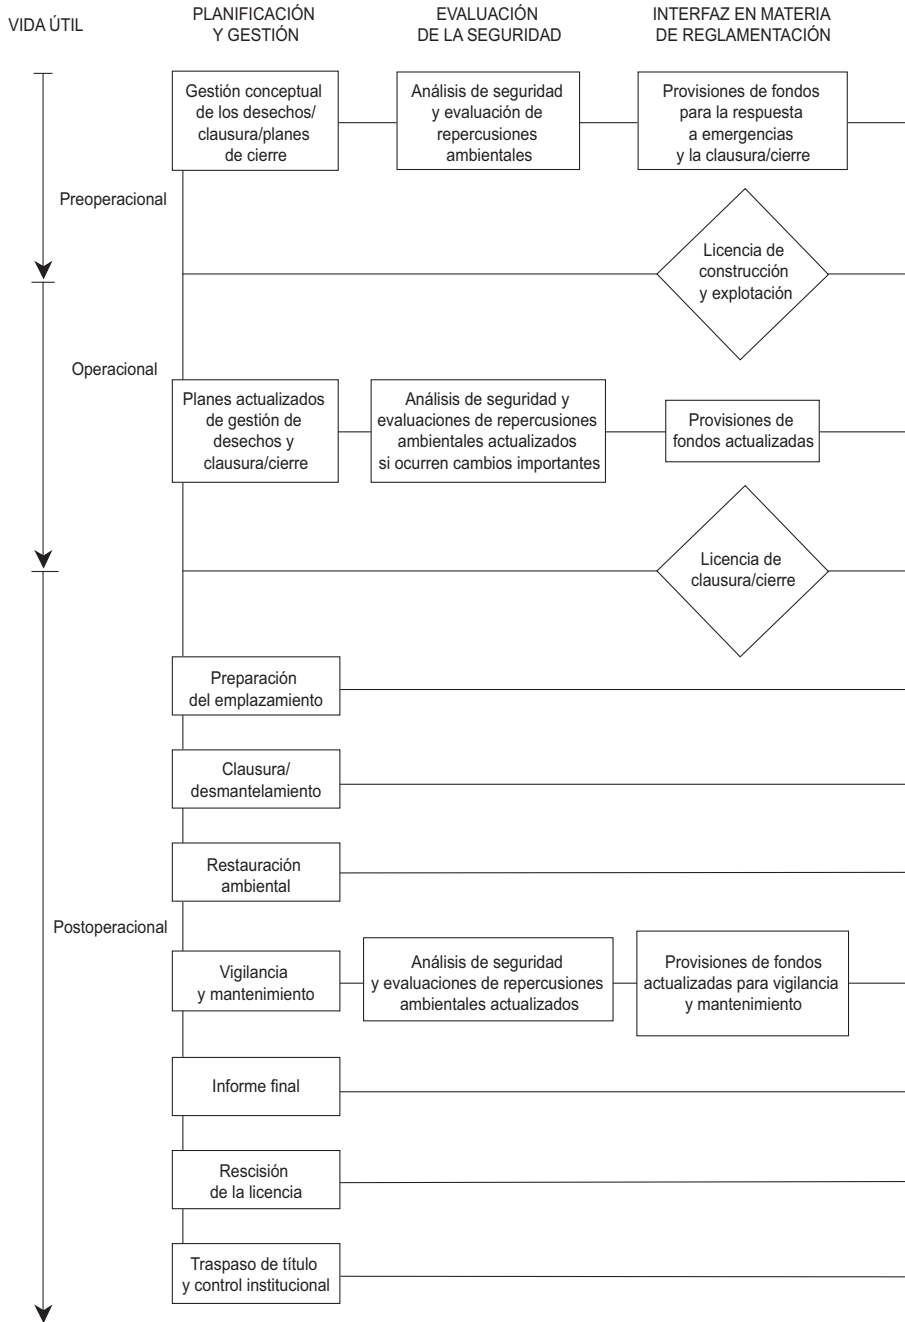 VIDA ÚTIL
PLANIFICACIÓN
Y GESTIÓN
EVALUACIÓN
DE LA SEGURIDAD
INTERFAZ EN MATERIA
DE REGLAMENTACIÓN
Gestión conceptual
de los desechos/
clausura/planes
de cierre
Análisis de seguridad
y evaluación de
repercusiones
ambientales
Provisiones de fondos
para la respuesta
a emergencias
y la clausura/cierre
Preoperacional
Licencia de
construcción
y explotación
Operacional
Planes actualizados
de gestión de
desechos y
clausura/cierre
Análisis de seguridad y
evaluaciones de repercusiones
ambientales actualizados
si ocurren cambios importantes
Provisiones de
fondos actualizadas
Licencia de
clausura/cierre
Preparación
del emplazamiento
Clausura/
desmantelamiento
Restauración
ambiental
Postoperacional
Vigilancia
y mantenimiento
Análisis de seguridad
y evaluaciones de repercusiones
ambientales actualizados
Provisiones de fondos
actualizadas para vigilancia
y mantenimiento
Informe final
Rescisión
de la licencia
Traspaso de título
y control institucional